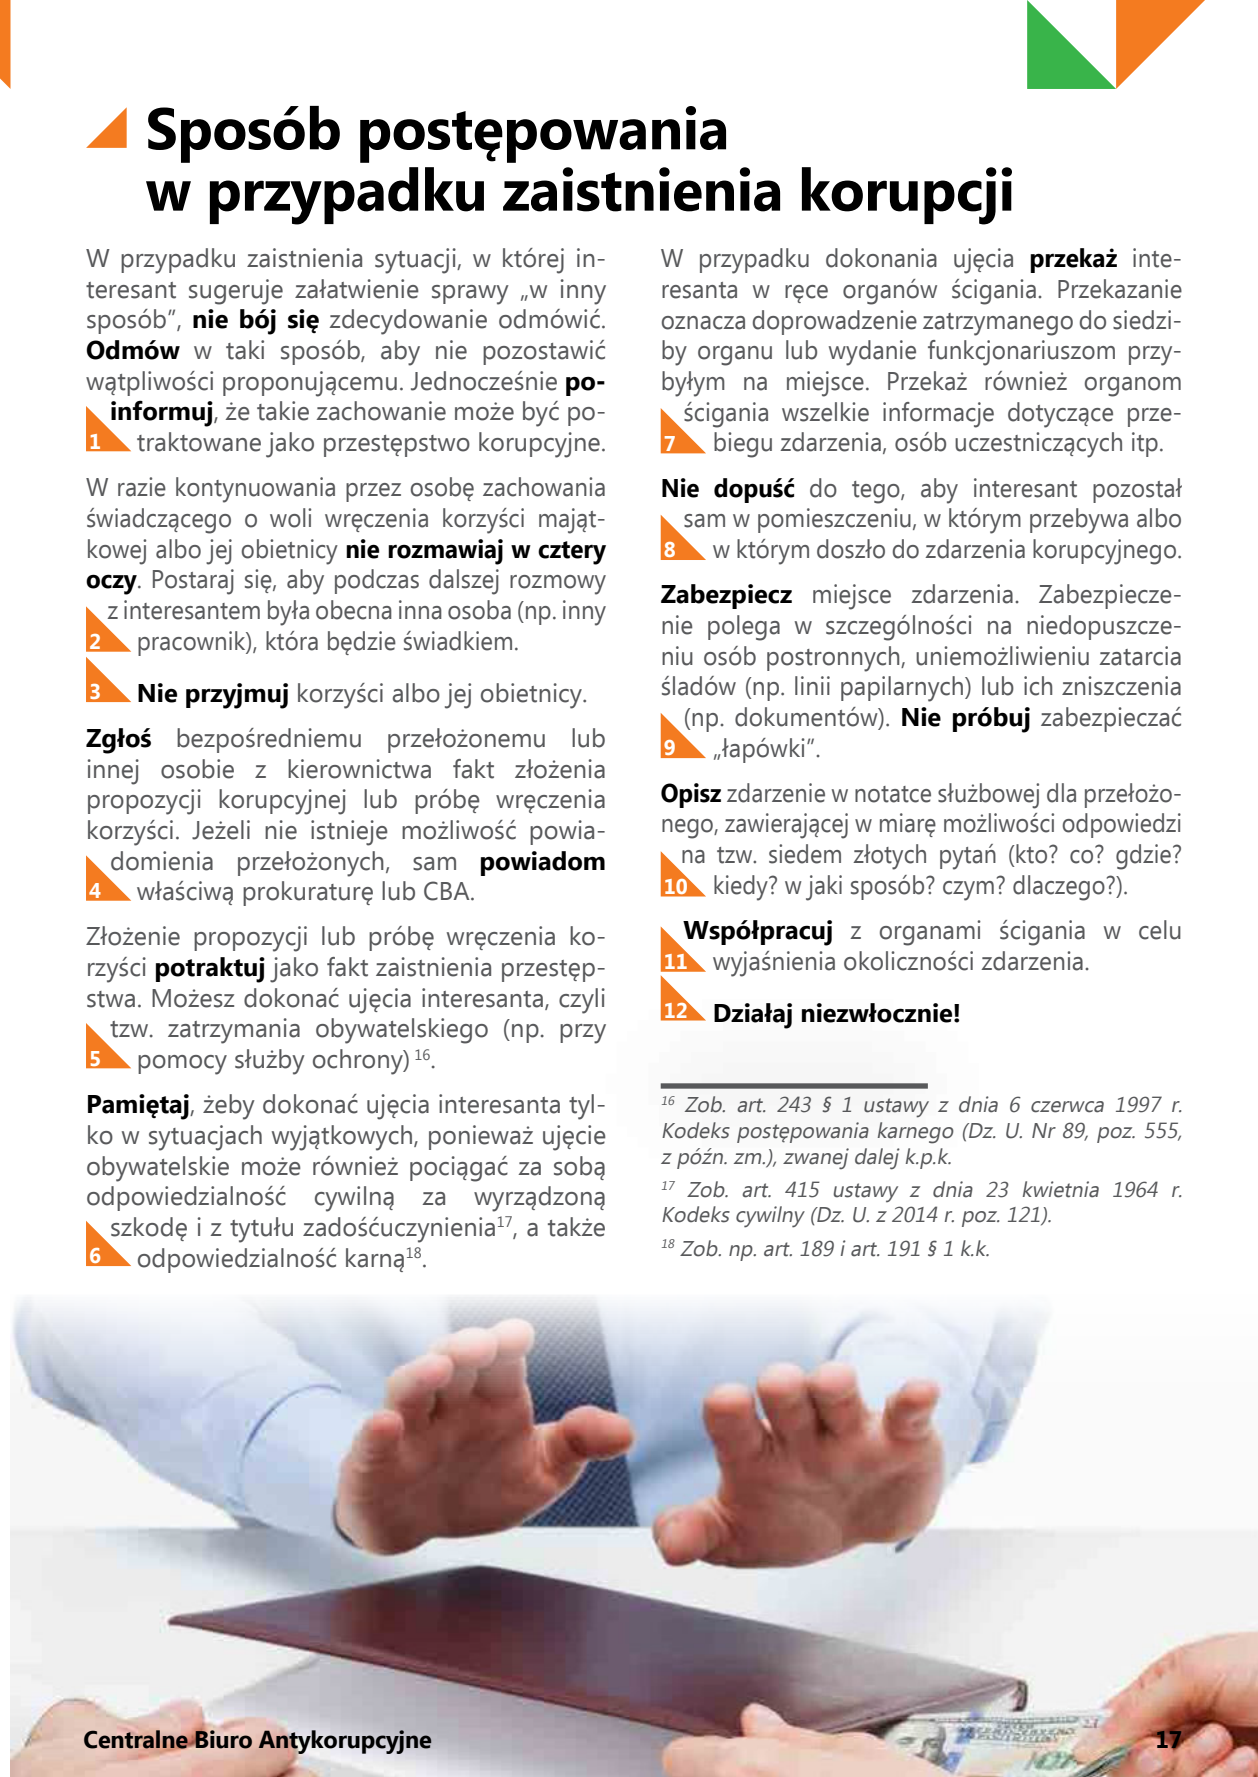 Sposób postępowania
w przypadku zaistnienia korupcji
W przypadku zaistnienia sytuacji, w której in-
teresant sugeruje załatwienie sprawy „w inny
sposób”, nie bój się zdecydowanie odmówić.
Odmów w taki sposób, aby nie pozostawić
wątpliwości proponującemu. Jednocześnie po-
informuj, że takie zachowanie może być po-
1 traktowane jako przestępstwo korupcyjne.
W razie kontynuowania przez osobę zachowania
świadczącego o woli wręczenia korzyści mająt-
kowej albo jej obietnicy nie rozmawiaj w cztery
oczy. Postaraj się, aby podczas dalszej rozmowy
z interesantem była obecna inna osoba (np. inny
2 pracownik), która będzie świadkiem.
3 Nie przyjmuj korzyści albo jej obietnicy.
Zgłoś bezpośredniemu przełożonemu lub
innej osobie z kierownictwa fakt złożenia
propozycji korupcyjnej lub próbę wręczenia
korzyści. Jeżeli nie istnieje możliwość powia-
domienia przełożonych, sam powiadom
4 właściwą prokuraturę lub CBA.
Złożenie propozycji lub próbę wręczenia ko-
rzyści potraktuj jako fakt zaistnienia przestęp-
stwa. Możesz dokonać ujęcia interesanta, czyli
tzw. zatrzymania obywatelskiego (np. przy
5 pomocy służby ochrony) 16.
Pamiętaj, żeby dokonać ujęcia interesanta tyl-
ko w sytuacjach wyjątkowych, ponieważ ujęcie
obywatelskie może również pociągać za sobą
odpowiedzialność cywilną za wyrządzoną
szkodę i z tytułu zadośćuczynienia17, a także
6 odpowiedzialność karną18.
W przypadku dokonania ujęcia przekaż inte-
resanta w ręce organów ścigania. Przekazanie
oznacza doprowadzenie zatrzymanego do siedzi-
by organu lub wydanie funkcjonariuszom przy-
byłym na miejsce. Przekaż również organom
ścigania wszelkie informacje dotyczące prze-
7 biegu zdarzenia, osób uczestniczących itp.
Nie dopuść do tego, aby interesant pozostał
sam w pomieszczeniu, w którym przebywa albo
8 w którym doszło do zdarzenia korupcyjnego.
Zabezpiecz miejsce zdarzenia. Zabezpiecze-
nie polega w szczególności na niedopuszcze-
niu osób postronnych, uniemożliwieniu zatarcia
śladów (np. linii papilarnych) lub ich zniszczenia
(np. dokumentów). Nie próbuj zabezpieczać
9 „łapówki”.
Opisz zdarzenie w notatce służbowej dla przełożo-
nego, zawierającej w miarę możliwości odpowiedzi
na tzw. siedem złotych pytań (kto? co? gdzie?
10 kiedy? w jaki sposób? czym? dlaczego?).
Współpracuj z organami ścigania w celu
11 wyjaśnienia okoliczności zdarzenia.
12 Działaj niezwłocznie!
16 Zob. art. 243 § 1 ustawy z dnia 6 czerwca 1997 r.
Kodeks postępowania karnego (Dz. U. Nr 89, poz. 555,
z późn. zm.), zwanej dalej k.p.k.
17 Zob. art. 415 ustawy z dnia 23 kwietnia 1964 r.
Kodeks cywilny (Dz. U. z 2014 r. poz. 121).
18 Zob. np. art. 189 i art. 191 § 1 k.k.
Centralne Biuro Antykorupcyjne
17